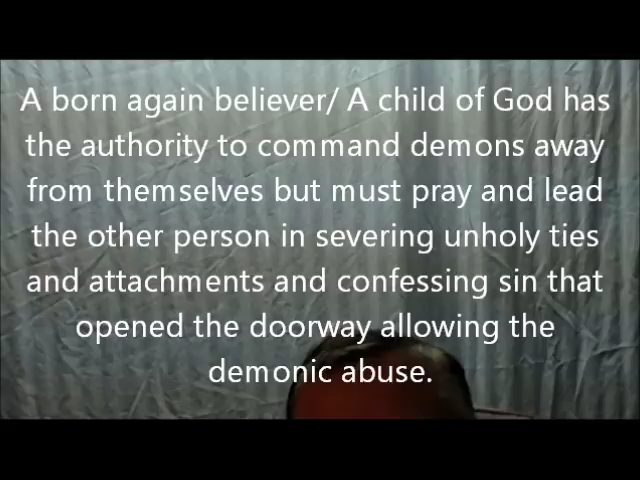 A born again believer/ A child of God has
the authority to command demons away
from themselves but must pray and lead
the other person in severing unholy ties
and attachments and confessing sin that
opened the doorway allowing the
demonic abuse.